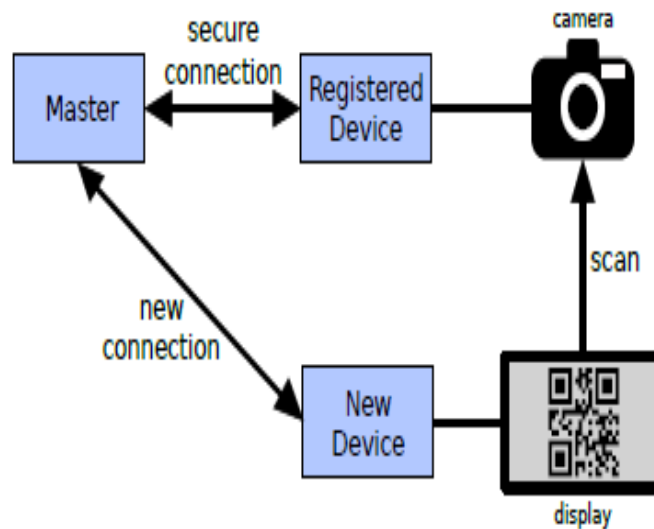 camera
secure
connection
Master
Registered
Device
scan
new
connection
New
Device
display